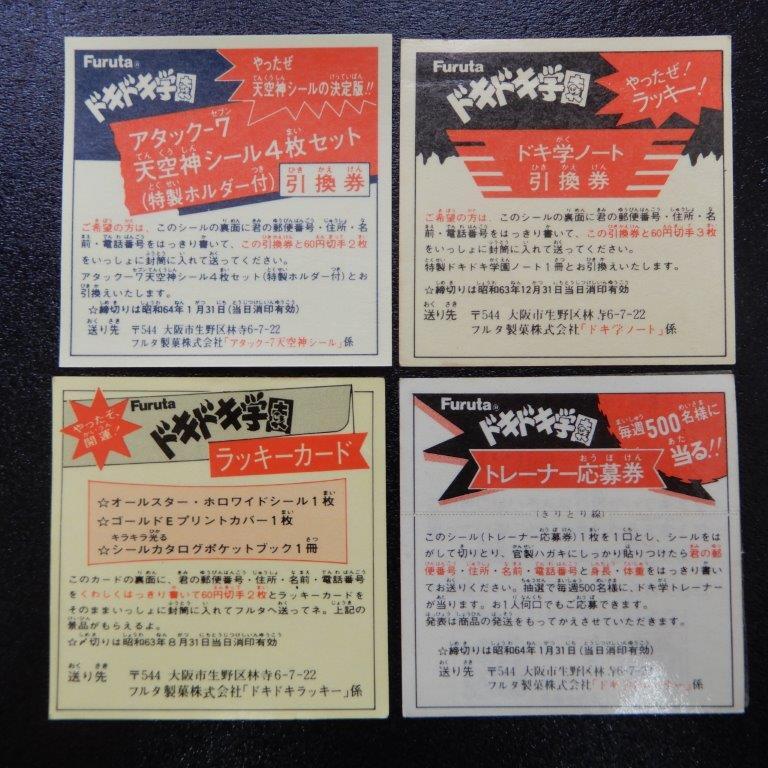 Furuta®
ドキドキ学園
やったぜ
天空神シールの決定版!!
アタック-7
天空神シール4枚セット
(特製ホルダー付)
引換券
ご希望の方は、このシールの裏面に君の郵便番号・住所・名
前・電話番号をはっきり書いて、この引換券と60円切手2枚
をいっしょに封筒に入れて送ってください。
アタック-7天空神シール4枚セット(特製ホルダー付)とお
引換えいたします。
☆締切りは昭和64年1月31日(当日消印有効)
送り先 〒544 大阪市生野区林寺6-7-22
フルタ製菓株式会社「アタック-7天空神シール」係
Furuta
ドキドキ学園
やったぜ!
ラッキー!
ドキ学ノート
引換券
ご希望の方は、このシールの裏面に君の郵便番号・住所・名
前・電話番号をはっきり書いて、この引換券と60円切手3枚
をいっしょに封筒に入れて送ってください。
特製ドキドキ学園ノート1冊とお引換えいたします。
☆締切りは昭和63年12月31日(当日消印有効)
送り先 〒544 大阪市生野区林寺6-7-22
フルタ製菓株式会社「ドキ学ノート」係
やったぞ、
開運!!
Furuta
ドキドキ学園
ラッキーカード
☆オールスター・ホロワイドシール1枚
☆ゴールドEプリントカバー1枚
キラキラ光る
☆シールカタログポケットブック1冊
このカードの裏面に、君の郵便番号・住所・名前・電話番号
をくわしくはっきり書いて60円切手2枚とラッキーカードを
そのままいっしょに封筒に入れてフルタへ送ってネ。上記の
景品がもらえるよ。
☆〆切りは昭和63年8月31日当日消印有効
送り先 〒544 大阪市生野区林寺6-7-22
フルタ製菓株式会社「ドキドキラッキー」係
Furuta®
ドキドキ学園
毎週500名様に
当る!!
トレーナー応募券
(きりとり線)
このシール(トレーナー応募券)1枚を1口とし、シールをは
がして切りとり、官製ハガキにしっかり貼りつけたら君の郵
便番号・住所・名前・電話番号と身長・体重をはっきり書い
てお送りください。抽選で毎週500名様に、ドキ学トレーナー
が当ります。お1人何口でもご応募できます。
発表は商品の発送をもってかえさせていただきます。
☆締切りは昭和64年1月31日(当日消印有効)
送り先 〒544 大阪市生野区林寺6-7-22
フルタ製菓株式会社「ドキ学トレーナー」係